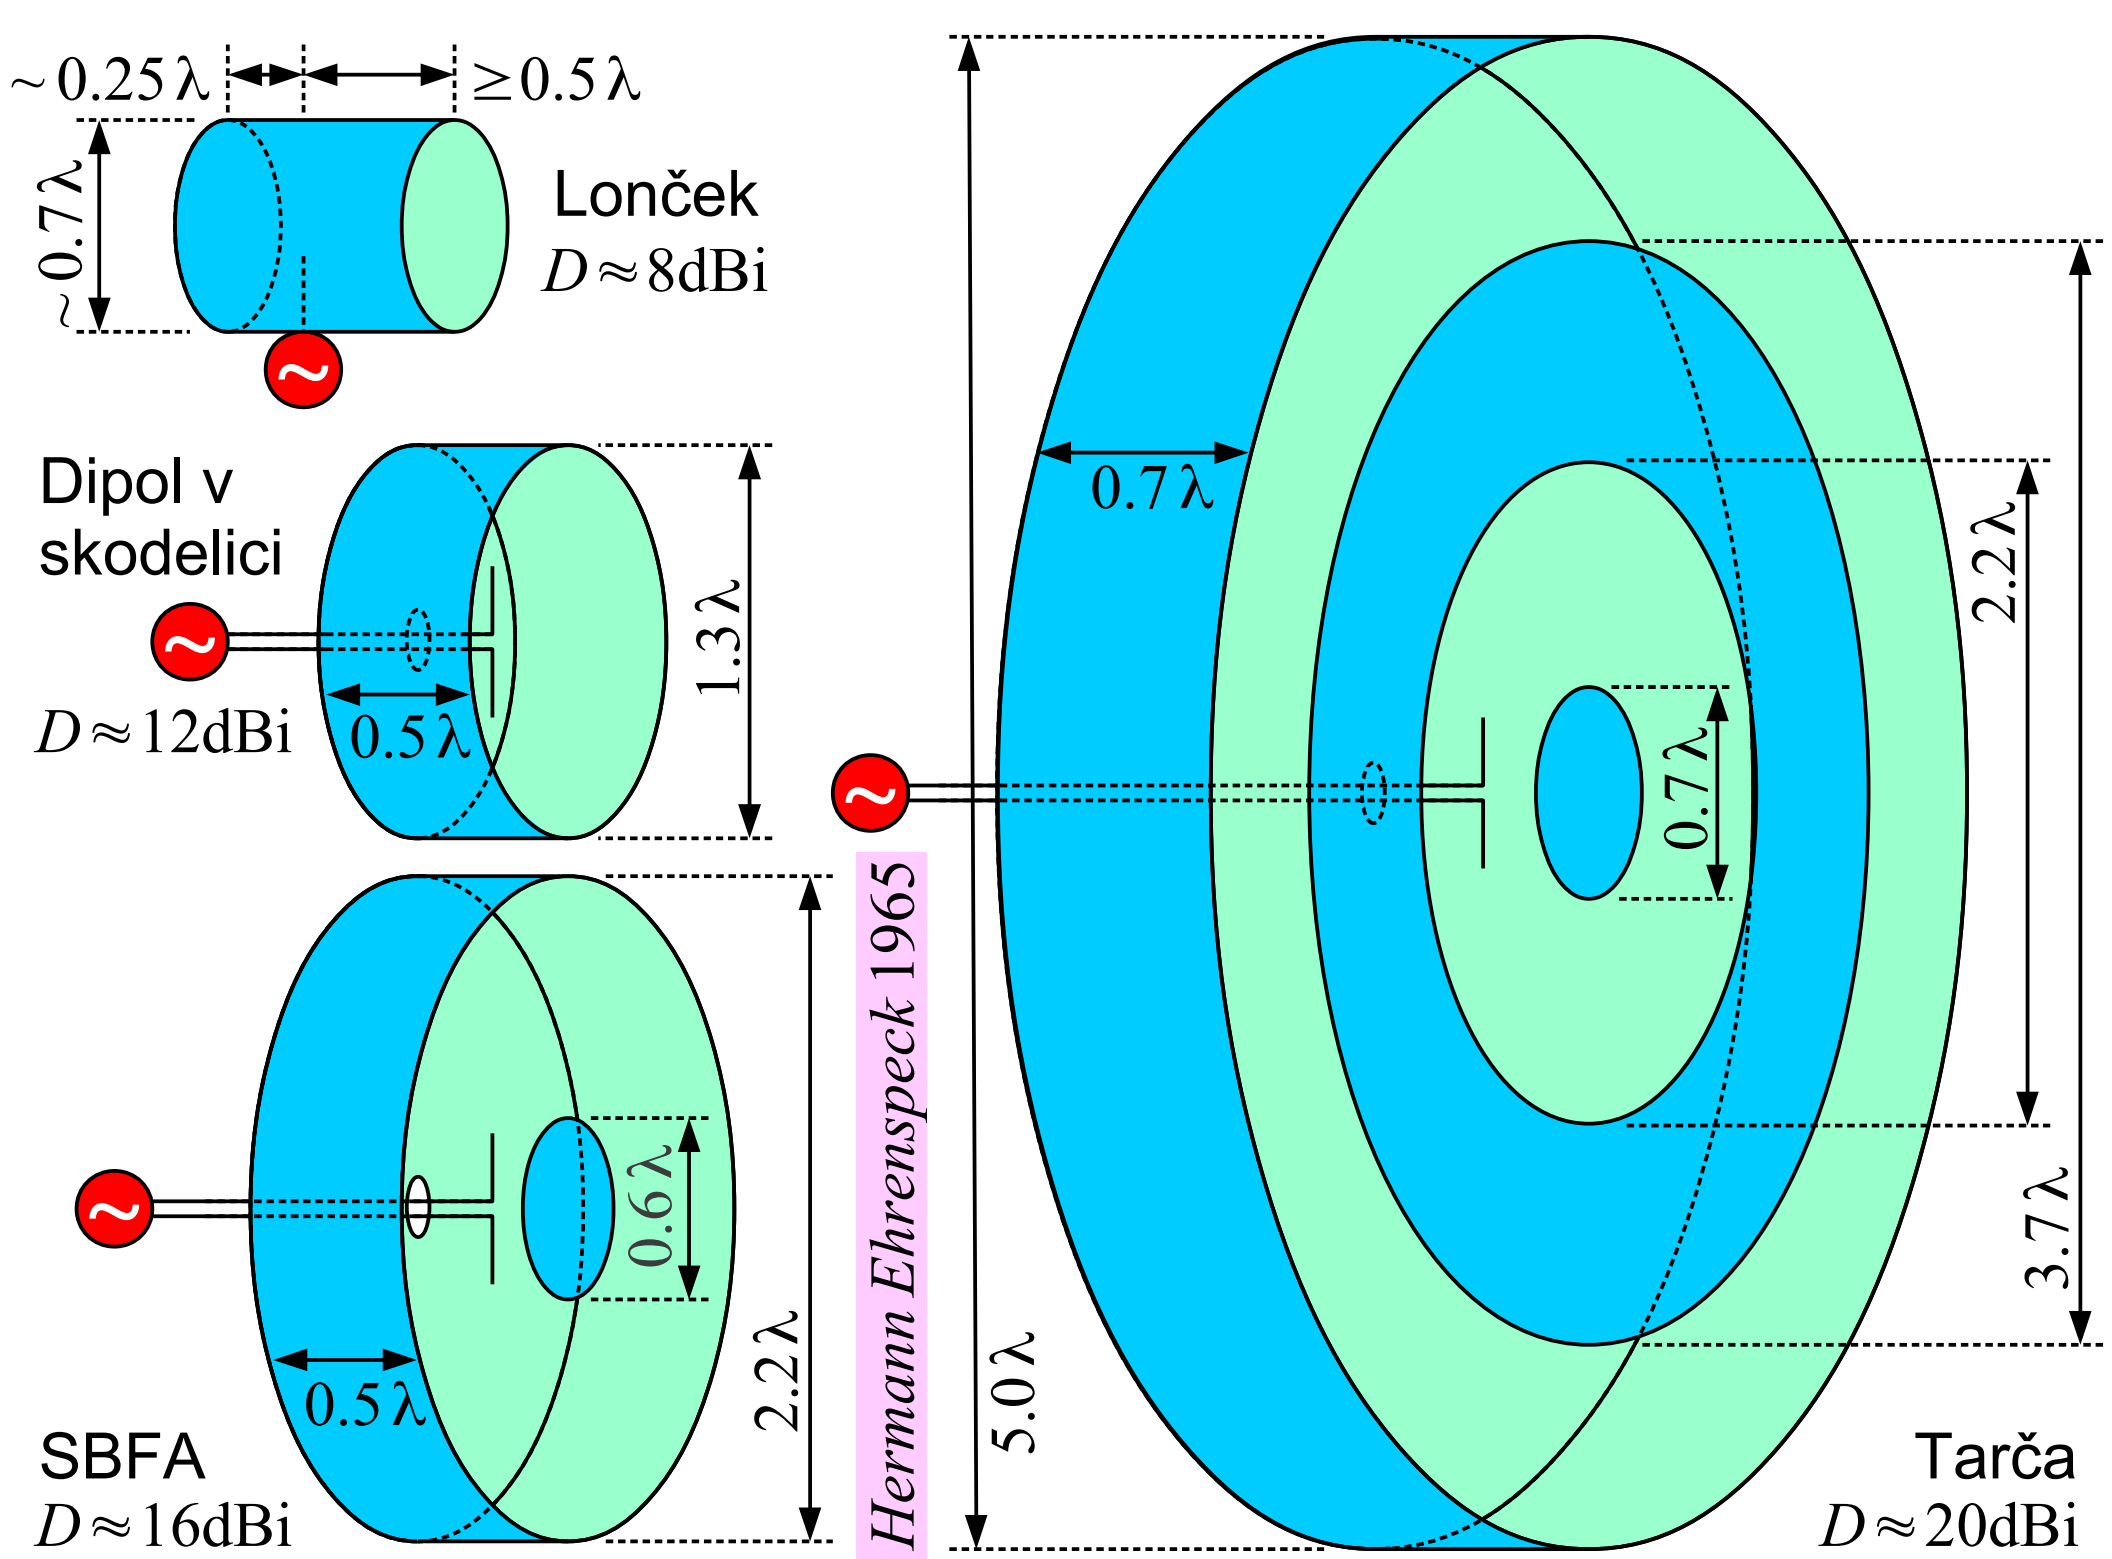 ~0.25λ
≥0.5λ
~0.7λ
Lonček
D≈8dBi
Dipol v
skodelici
D≈12dBi
0.5λ
1.3λ
SBFA
D≈16dBi
0.5λ
0.6λ
2.2λ
Hermann Ehrenspeck 1965
0.7λ
5.0λ
0.7λ
2.2λ
3.7λ
Tarča
D≈20dBi